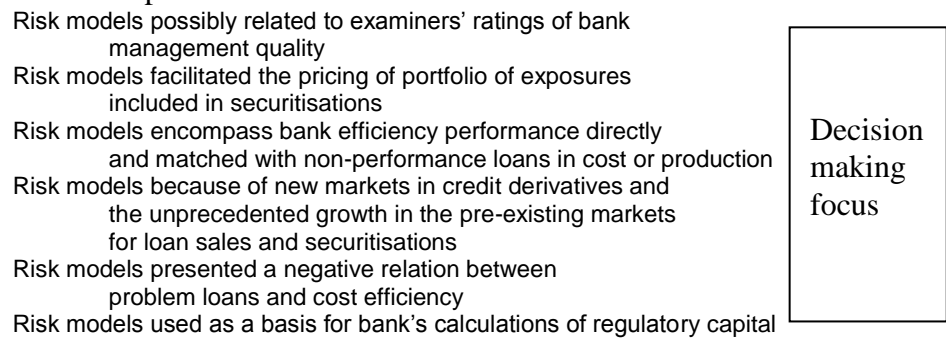 Risk models possibly related to examiners' ratings of bank
management quality
Risk models facilitated the pricing of portfolio of exposures
included in securitisations
Risk models encompass bank efficiency performance directly
and matched with non-performance loans in cost or production
Risk models because of new markets in credit derivatives and
the unprecedented growth in the pre-existing markets
for loan sales and securitisations
Risk models presented a negative relation between
problem loans and cost efficiency
Risk models used as a basis for bank's calculations of regulatory capital
Decision
making
focus